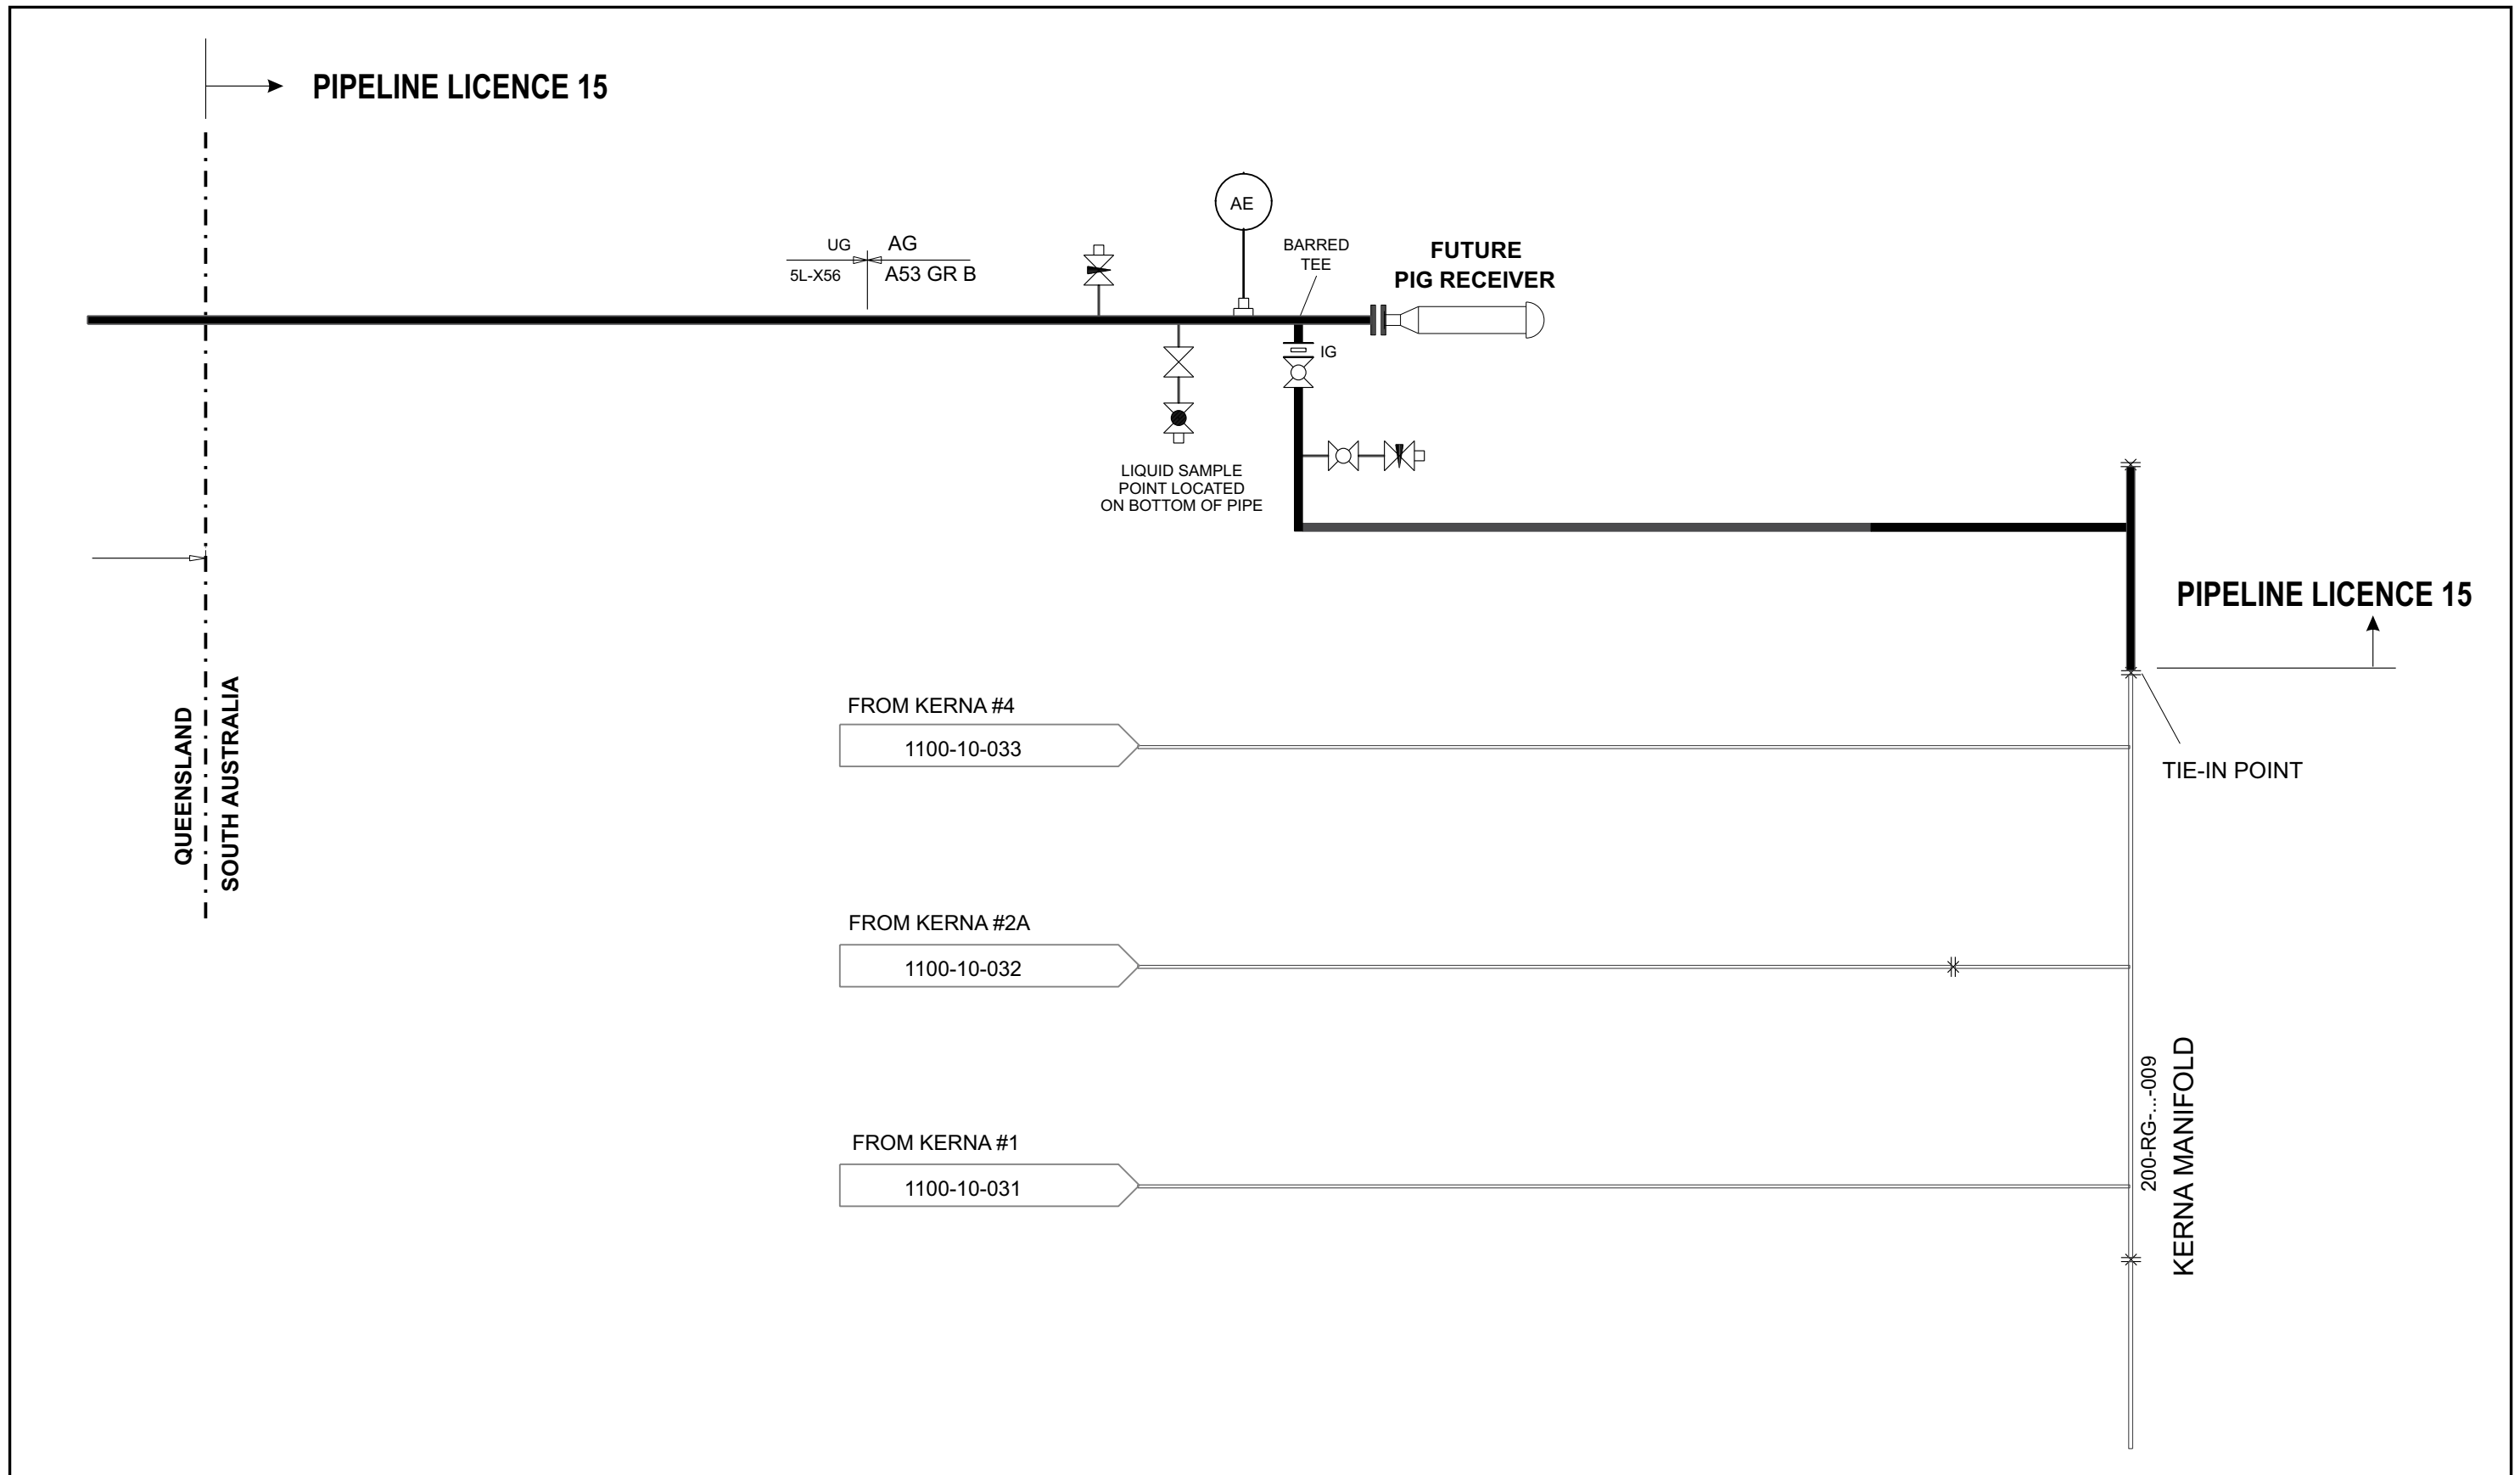 PIPELINE LICENCE 15
AE
UG
AG
5L-X56
A53 GR B
BARRED
TEE
FUTURE
PIG RECEIVER
IG
LIQUID SAMPLE
POINT LOCATED
ON BOTTOM OF PIPE
PIPELINE LICENCE 15
QUEENSLAND
SOUTH AUSTRALIA
FROM KERNA #4
1100-10-033
TIE-IN POINT
FROM KERNA #2A
1100-10-032
FROM KERNA #1
1100-10-031
200-RG-...-009
KERNA MANIFOLD